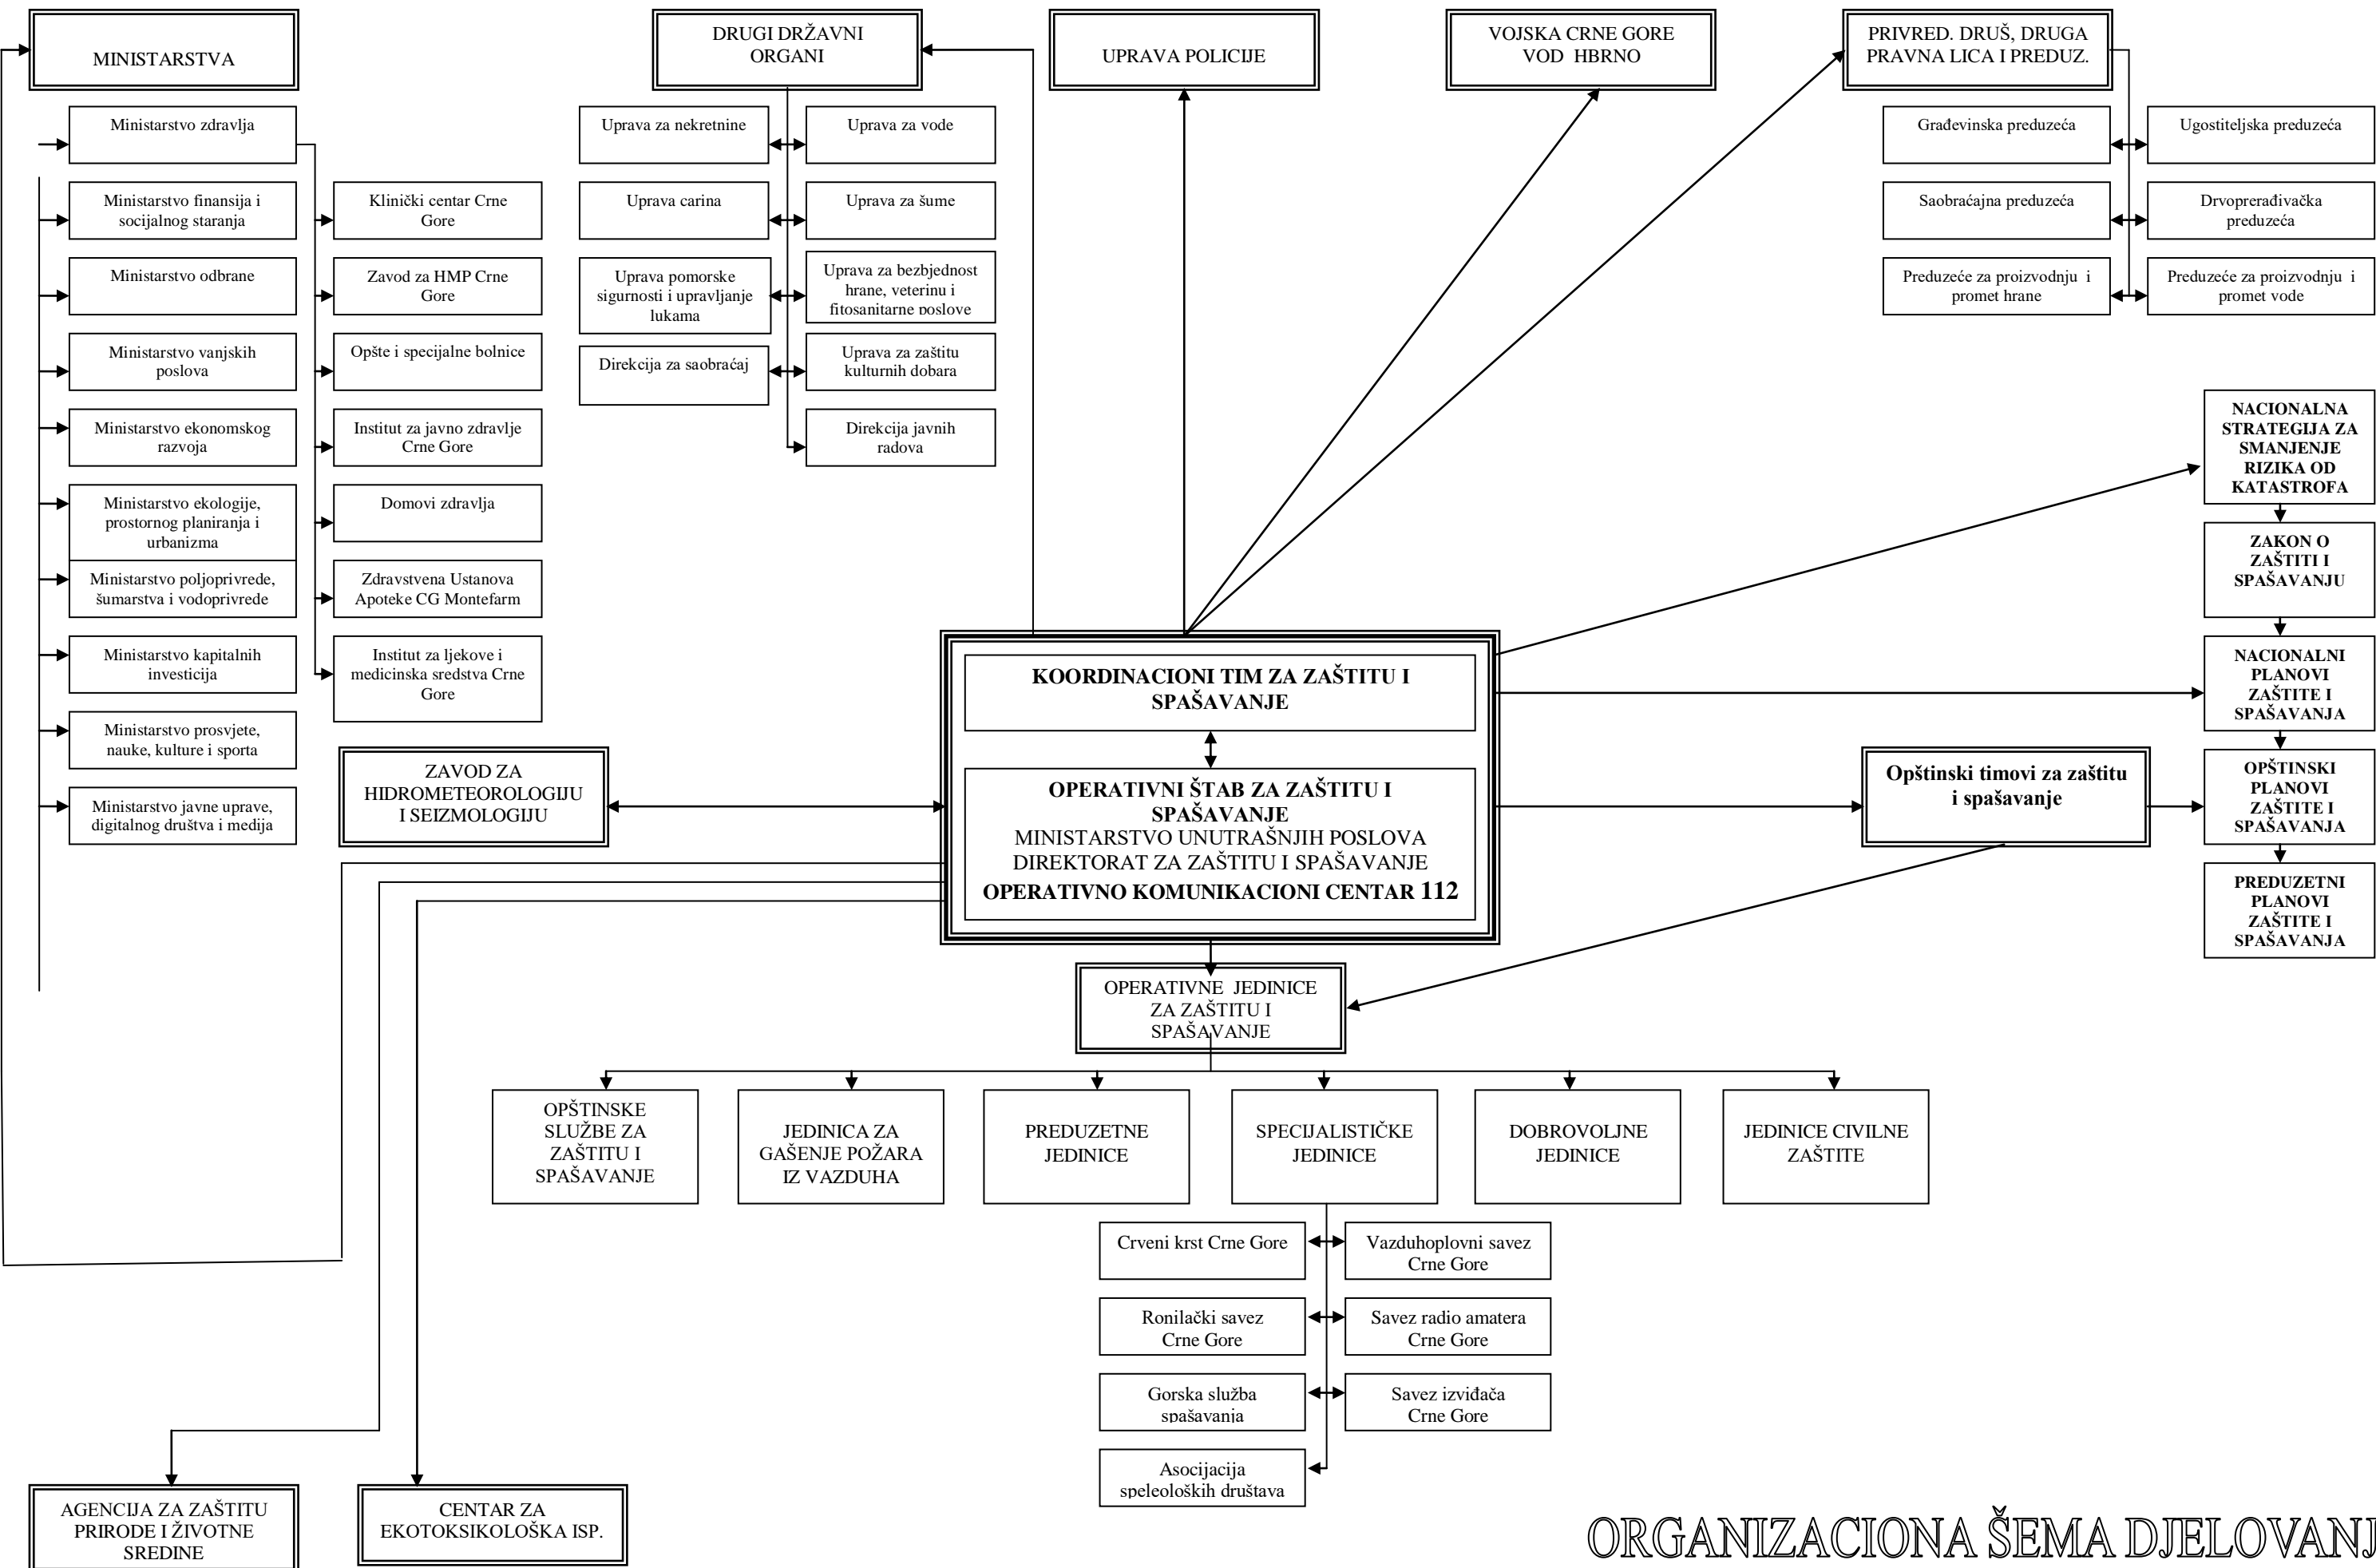 MINISTARSTVA
DRUGI DRŽAVNI
ORGANI
UPRAVA POLICIJE
VOJSKA CRNE GORE
VOD HBRNO
PRIVRED. DRUŠ, DRUGA
PRAVNA LICA I PREDUZ.
Ministarstvo zdravlja
Ministarstvo finansija i
socijalnog staranja
Ministarstvo odbrane
Ministarstvo vanjskih
poslova
Ministarstvo ekonomskog
razvoja
Ministarstvo ekologije,
prostornog planiranja i
urbanizma
Ministarstvo poljoprivrede,
šumarstva i vodoprivrede
Ministarstvo kapitalnih
investicija
Ministarstvo prosvjete,
nauke, kulture i sporta
Ministarstvo javne uprave,
digitalnog društva i medija
Klinički centar Crne
Gore
Zavod za HMP Crne
Gore
Opšte i specijalne bolnice
Institut za javno zdravlje
Crne Gore
Domovi zdravlja
Zdravstvena Ustanova
Apoteke CG Montefarm
Institut za ljekove i
medicinska sredstva Crne
Gore
Uprava za nekretnine
Uprava za vode
Uprava carina
Uprava za šume
Uprava pomorske
sigurnosti i upravljanje
lukama
Uprava za bezbjednost
hrane, veterinu i
fitosanitarne poslove
Direkcija za saobraćaj
Uprava za zaštitu
kulturnih dobara
Direkcija javnih
radova
Građevinska preduzeća
Ugostiteljska preduzeća
Saobraćajna preduzeća
Drvoprerađivačka
preduzeća
Preduzeće za proizvodnju i
promet hrane
Preduzeće za proizvodnju i
promet vode
NACIONALNA
STRATEGIJA ZA
SMANJENJE
RIZIKA OD
KATASTROFA
ZAKON O
ZAŠTITI I
SPAŠAVANJU
NACIONALNI
PLANOVI
ZAŠTITE I
SPAŠAVANJA
OPŠTINSKI
PLANOVI
ZAŠTITE I
SPAŠAVANJA
PREDUZETNI
PLANOVI
ZAŠTITE I
SPAŠAVANJA
KOORDINACIONI TIM ZA ZAŠTITU I
SPAŠAVANJE
OPERATIVNI ŠTAB ZA ZAŠTITU I
SPAŠAVANJE
MINISTARSTVO UNUTRAŠNJIH POSLOVA
DIREKTORAT ZA ZAŠTITU I SPAŠAVANJE
OPERATIVNO KOMUNIKACIONI CENTAR 112
ZAVOD ZA
HIDROMETEOROLOGIJU
I SEIZMOLOGIJU
Opštinski timovi za zaštitu
i spašavanje
OPERATIVNE JEDINICE
ZA ZAŠTITU I
SPAŠAVANJE
OPŠTINSKE
SLUŽBE ZA
ZAŠTITU I
SPAŠAVANJE
JEDINICA ZA
GAŠENJE POŽARA
IZ VAZDUHA
PREDUZETNE
JEDINICE
SPECIJALISTIČKE
JEDINICE
DOBROVOLJNE
JEDINICE
JEDINICE CIVILNE
ZAŠTITE
Crveni krst Crne Gore
Vazduhoplovni savez
Crne Gore
Ronilački savez
Crne Gore
Savez radio amatera
Crne Gore
Gorska služba
spašavanja
Savez izviđača
Crne Gore
Asocijacija
speleoloških društava
AGENCIJA ZA ZAŠTITU
PRIRODE I ŽIVOTNE
SREDINE
CENTAR ZA
EKOTOKSIKOLOŠKA ISP.
ORGANIZACIONA ŠEMA DJELOVANJ